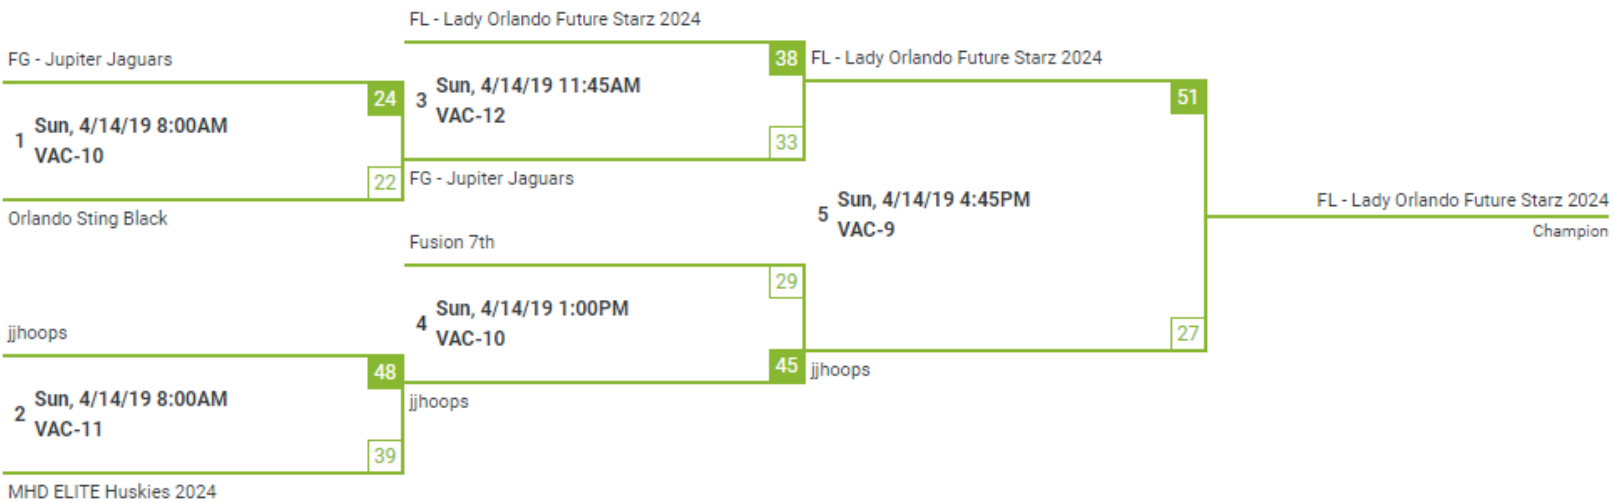 FG - Jupiter Jaguars
24
1
Sun, 4/14/19 8:00AM
VAC-10
22
Orlando Sting Black
jjhoops
48
2
Sun, 4/14/19 8:00AM
VAC-11
39
MHD ELITE Huskies 2024
FL - Lady Orlando Future Starz 2024
38
3
Sun, 4/14/19 11:45AM
VAC-12
33
FG - Jupiter Jaguars
Fusion 7th
29
4
Sun, 4/14/19 1:00PM
VAC-10
45
jjhoops
FL - Lady Orlando Future Starz 2024
51
5
Sun, 4/14/19 4:45PM
VAC-9
27
jjhoops
FL - Lady Orlando Future Starz 2024
Champion